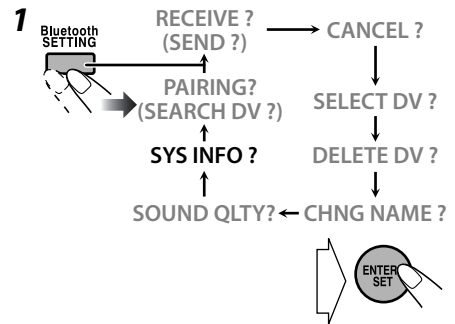 1
Bluetooth
SETTING
RECEIVE ?
(SEND ?)
CANCEL ?
PAIRING?
(SEARCH DV ?)
SELECT DV ?
SYS INFO ?
DELETE DV ?
SOUND QLTY?
CHNG NAME ?
ENTER
SET